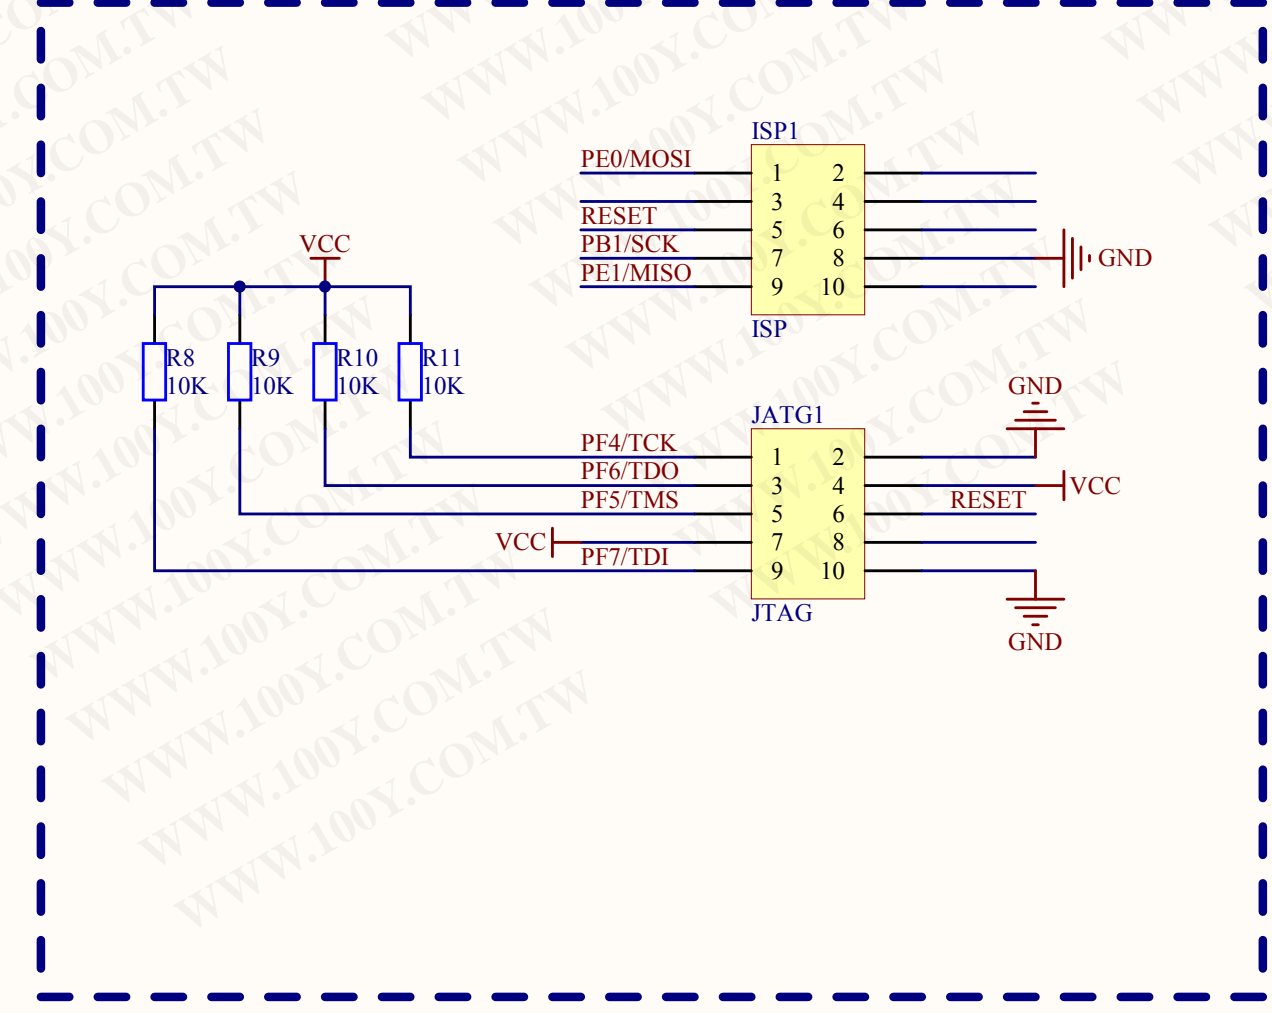 ISP1
PE0/MOSI
1 2
3 4
RESET
5 6
PB1/SCK
7 8
GND
PE1/MISO
9 10
ISP
VCC
R8 R9 R10 R11
10K 10K 10K 10K
GND
JATG1
PF4/TCK
1 2
PF6/TDO
3 4
VCC
PF5/TMS
5 6
RESET
VCC
7 8
PF7/TDI
9 10
JTAG
GND
WWW.100Y.COM.TW